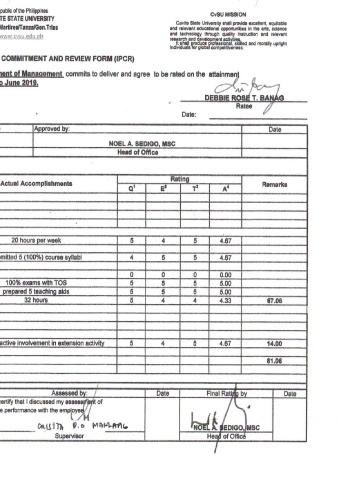 public of the Philippines
TE STATE UNIVERSITY
Martires/Tanza/Gen.Trias
www.cvsu.edu.ph
CvSU MISSION
Cavite State University shall provide excellent, equitable
and relevant educational opportunities in the arts, science
and technology through quality instruction and relevant
research and development activities.
It shall produce professional, skilled and morally upright
individuals for global competitiveness.
COMMITMENT AND REVIEW FORM (IPCR)
ment of Management commits to deliver and agree to be rated on the attainment
o June 2019.
DEBBIE ROSE T. BANAG
Ratee
Date:
Approved by: Date
NOEL A. SEDIGO, MSC
Head of Office
Actual Accomplishments Rating Remarks
Q1 E2 T3 A4
20 hours per week 5 4 5 4.67
mitted 5 (100%) course syllabi 4 5 5 4.67
0 0 0 0.00
100% exams with TOS 5 5 5 5.00
prepared 5 teaching aids 5 5 5 5.00
32 hours 5 4 4 4.33 67.06
active involvement in extension activity 5 4 5 4.67 14.00
81.06
Assessed by: Date Final Rating by Date
ertify that I discussed my assessment of
e performance with the employee
Supervisor
NOEL A. SEDIGO, MSC
Head of Office